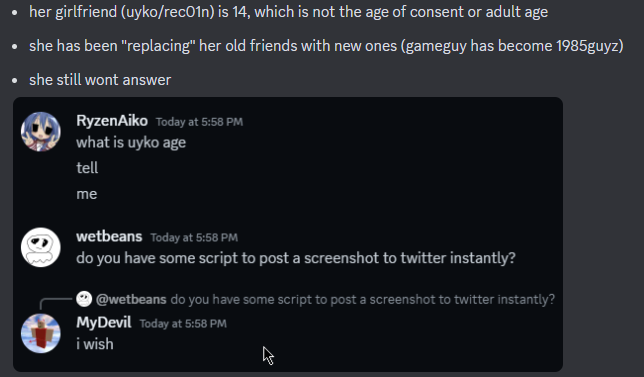 • her girlfriend (uyko/rec01n) is 14, which is not the age of consent or adult age
• she has been "replacing" her old friends with new ones (gameguy has become 1985guyz)
• she still wont answer
RyzenAiko Today at 5:58 PM
what is uyko age
tell
me
wetbeans Today at 5:58 PM
do you have some script to post a screenshot to twitter instantly?
@wetbeans do you have some script to post a screenshot to twitter instantly?
MyDevil Today at 5:58 PM
i wish